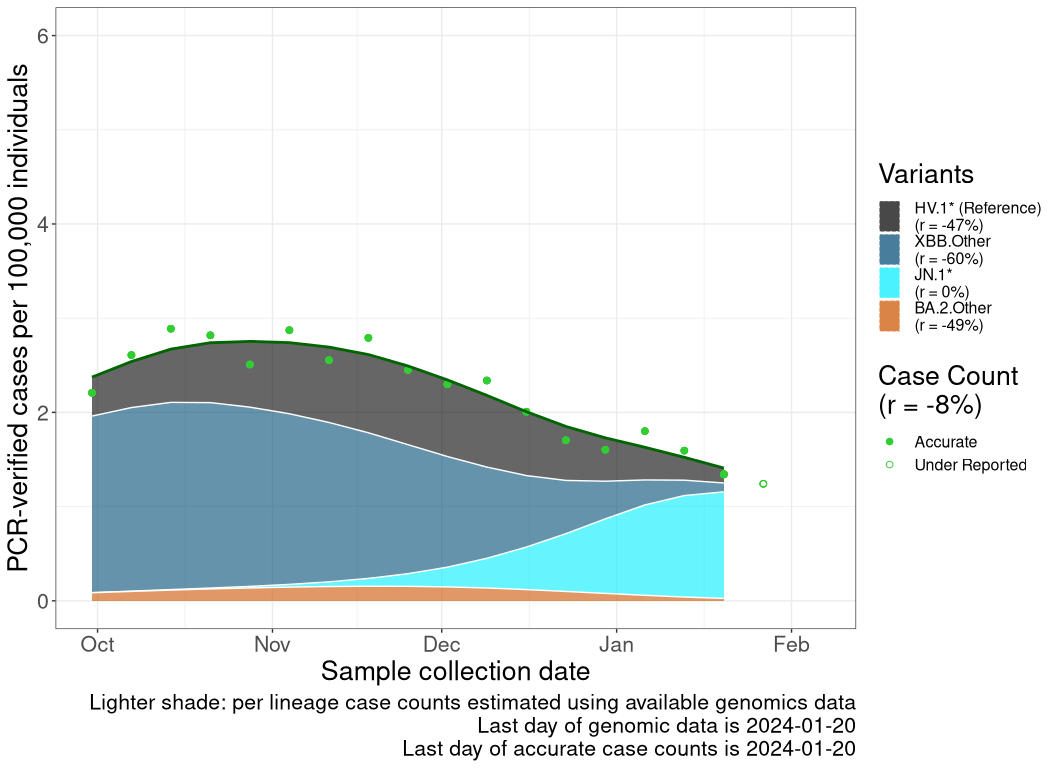 PCR-verified cases per 100,000 individuals
6
4
2
0
Oct
Nov
Dec
Jan
Feb
Sample collection date
Lighter shade: per lineage case counts estimated using available genomics data
Last day of genomic data is 2024-01-20
Last day of accurate case counts is 2024-01-20
Variants
HV.1* (Reference)
(r = -47%)
XBB.Other
(r = -60%)
JN.1*
(r = 0%)
BA.2.Other
(r = -49%)
Case Count
(r = -8%)
Accurate
Under Reported